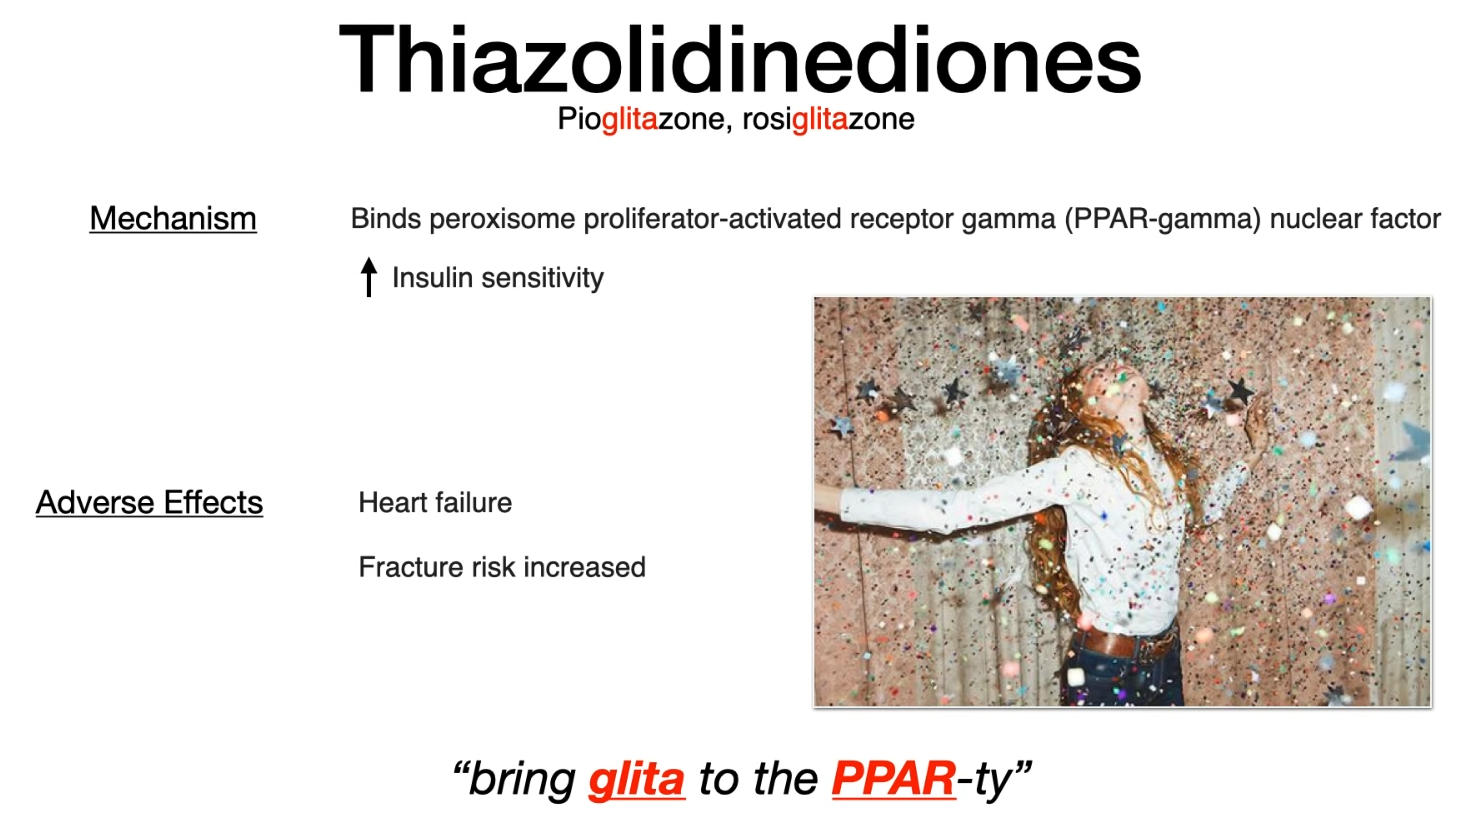 Thiazolidinediones
Pioglitazone, rosiglitazone
Mechanism
Binds peroxisome proliferator-activated receptor gamma (PPAR-gamma) nuclear factor
Insulin sensitivity
Adverse Effects
Heart failure
Fracture risk increased
“bring glita to the PPAR-ty”